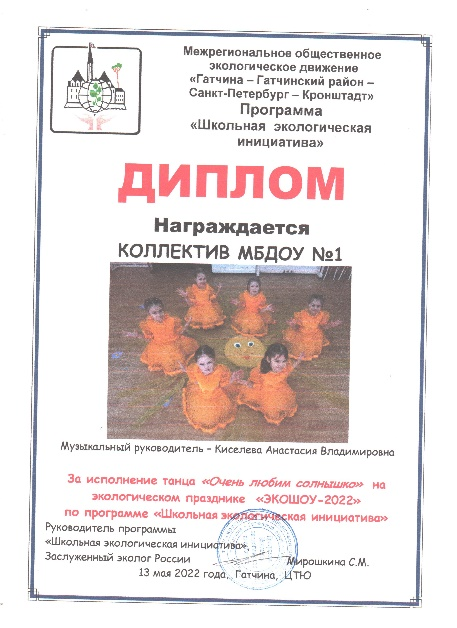 Межрегиональное общественное
экологическое движение
«Гатчина – Гатчинский район –
Санкт-Петербург – Кронштадт»
Программа
«Школьная экологическая
инициатива»
ДИПЛОМ
Награждается
КОЛЛЕКТИВ МБДОУ №1
Музыкальный руководитель – Киселева Анастасия Владимировна
За исполнение танца «Очень любим солнышко» на
экологическом празднике «ЭКОШОУ-2022»
по программе «Школьная экологическая инициатива»
Руководитель программы
«Школьная экологическая инициатива»,
Заслуженный эколог России Мирошкина С.М.
13 мая 2022 года, Гатчина, ЦТЮ